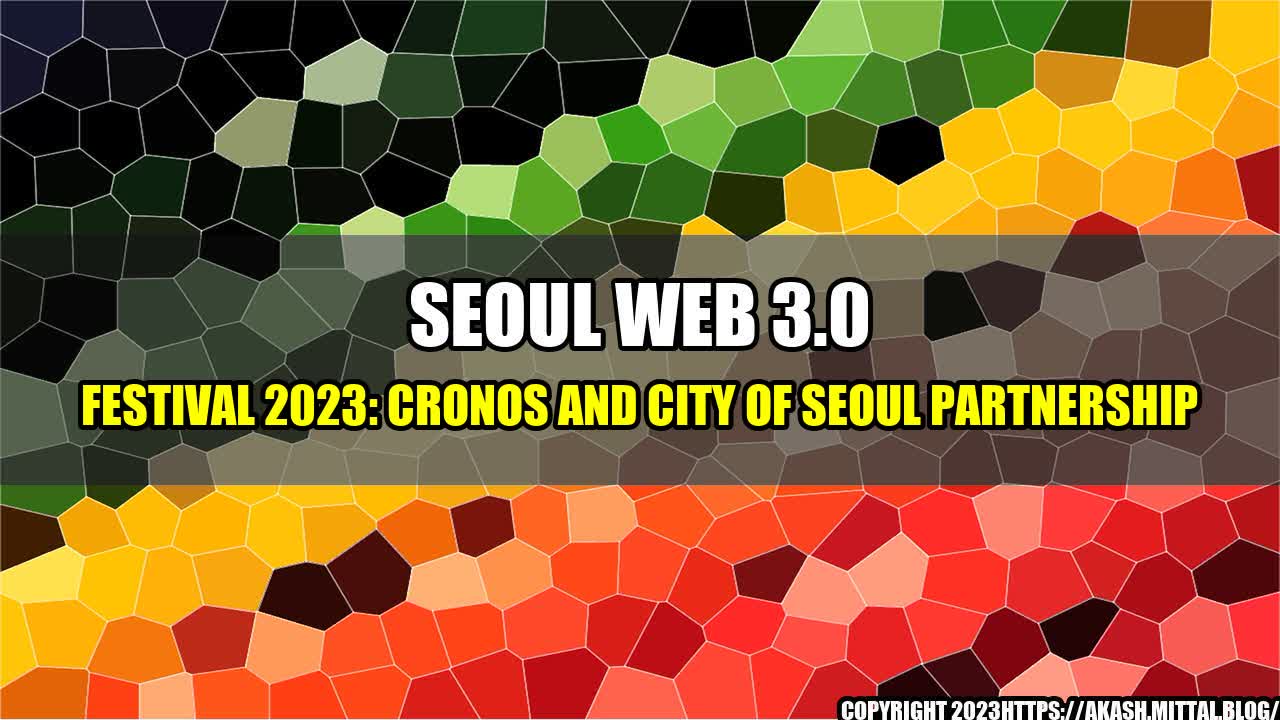 SEOUL WEB 3.0
FESTIVAL 2023: CRONOS AND CITY OF SEOUL PARTNERSHIP
COPYRIGHT 2023HTTPS://AKASH.MITTAL.BLOG/